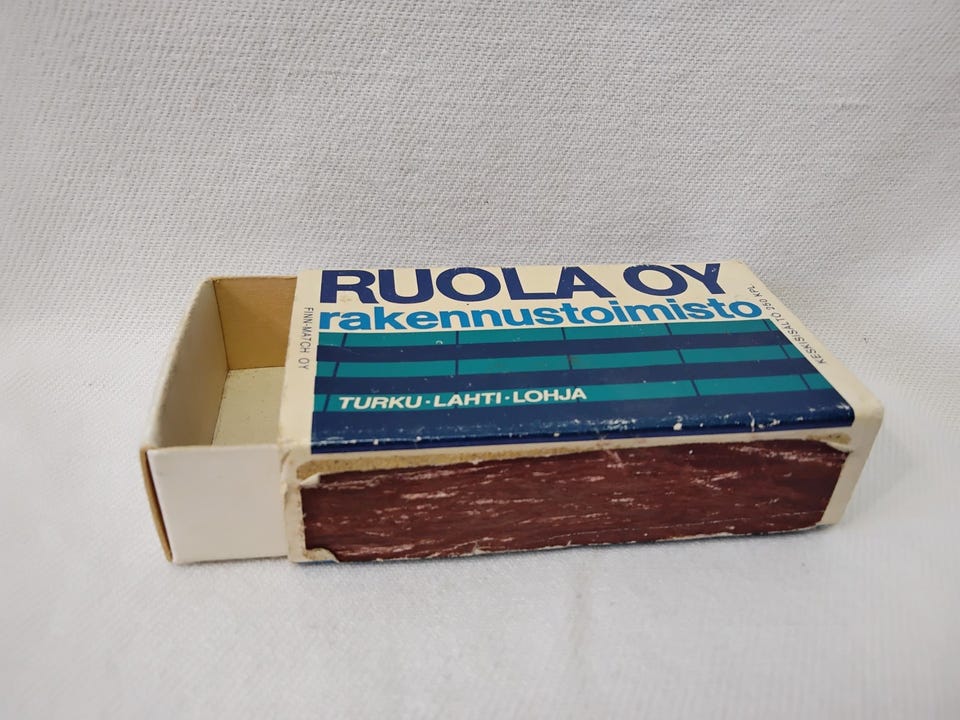 RUOLA OY
rakennustoimisto
TURKU · LAHTI · LOHJA
FINN-MATCH OY
KESKISISÄLTÖ 250 KPL